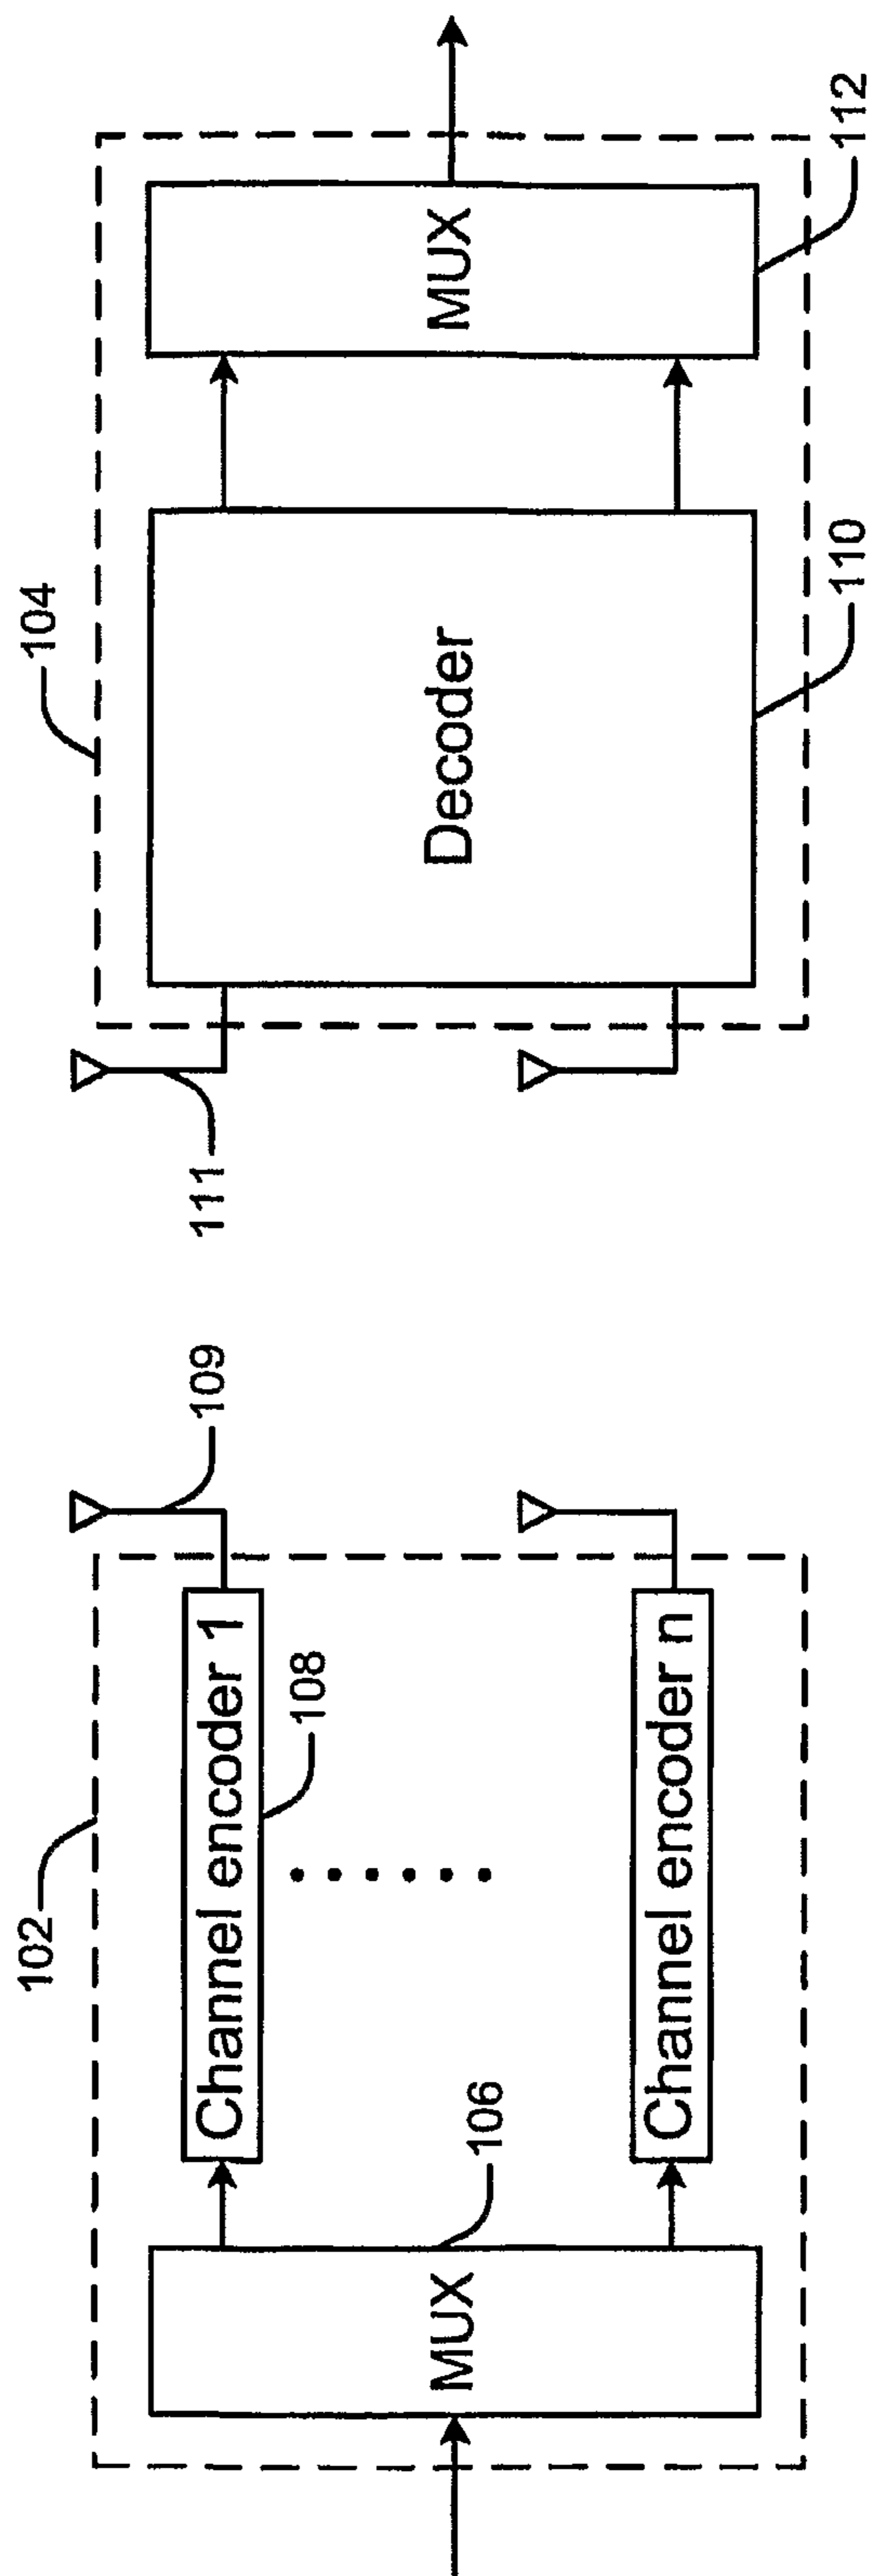 102
109
Channel encoder 1
108
MUX
106
Channel encoder n
104
111
Decoder
MUX
110
112